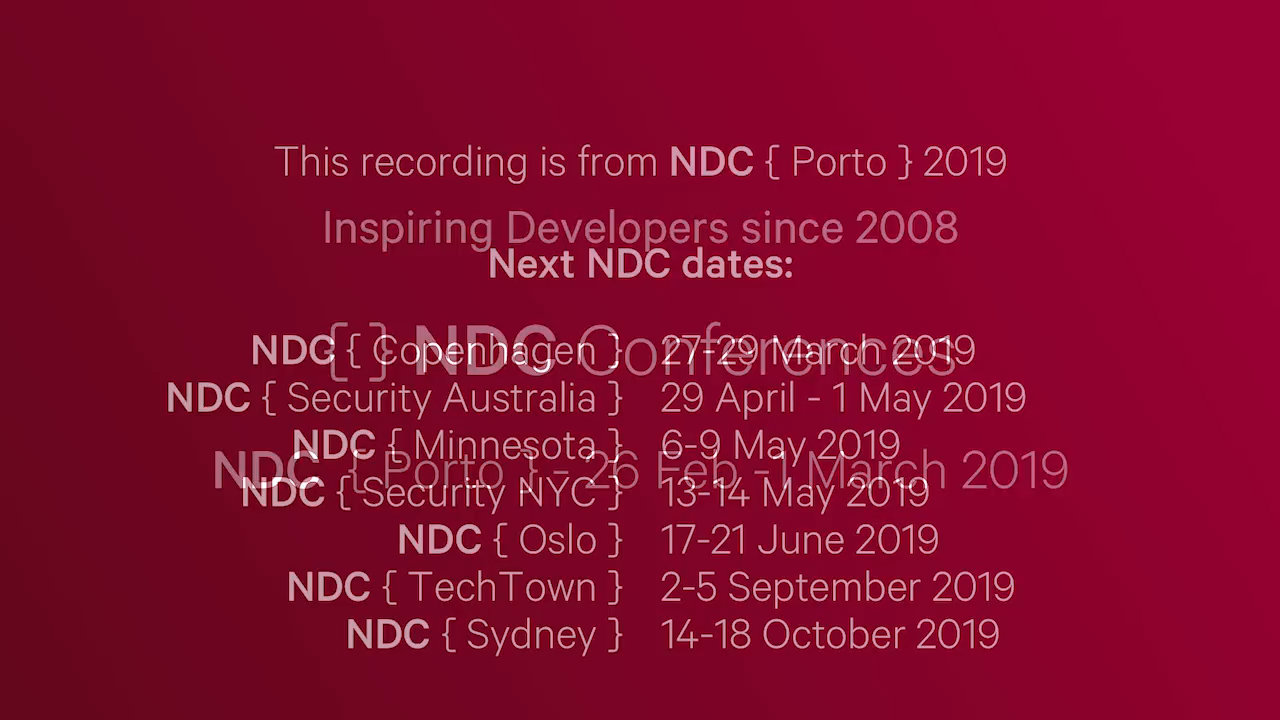 This recording is from NDC { Porto } 2019
Inspiring Developers since 2008
Next NDC dates:
{ } NDC Conferences
NDC { Copenhagen } 27-29 March 2019
NDC { Security Australia } 29 April - 1 May 2019
NDC { Minnesota } 6-9 May 2019
NDC { Porto } - 26 Feb -1 March 2019
NDC { Security NYC } 13-14 May 2019
NDC { Oslo } 17-21 June 2019
NDC { TechTown } 2-5 September 2019
NDC { Sydney } 14-18 October 2019